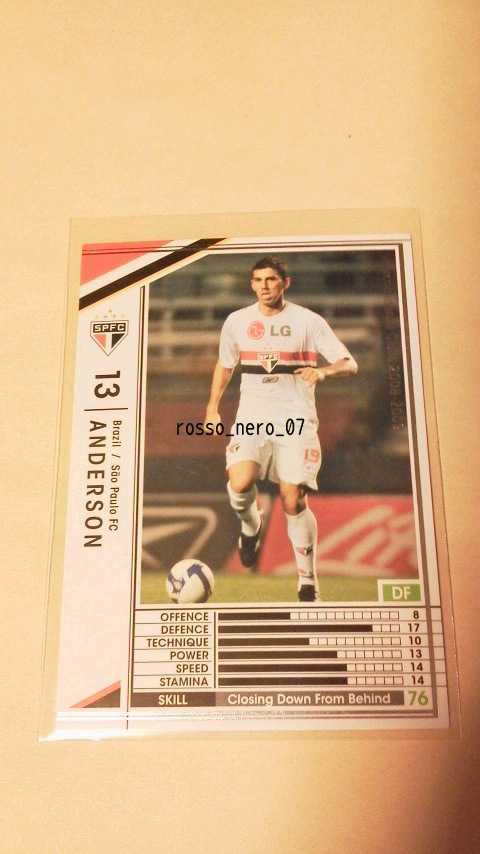 SPFC
13
Brazil / São Paulo FC
ANDERSON
LG
LG
19
rosso_nero_07
DF
OFFENCE 8
DEFENCE 17
TECHNIQUE 10
POWER 13
SPEED 14
STAMINA 14
SKILL Closing Down From Behind 76